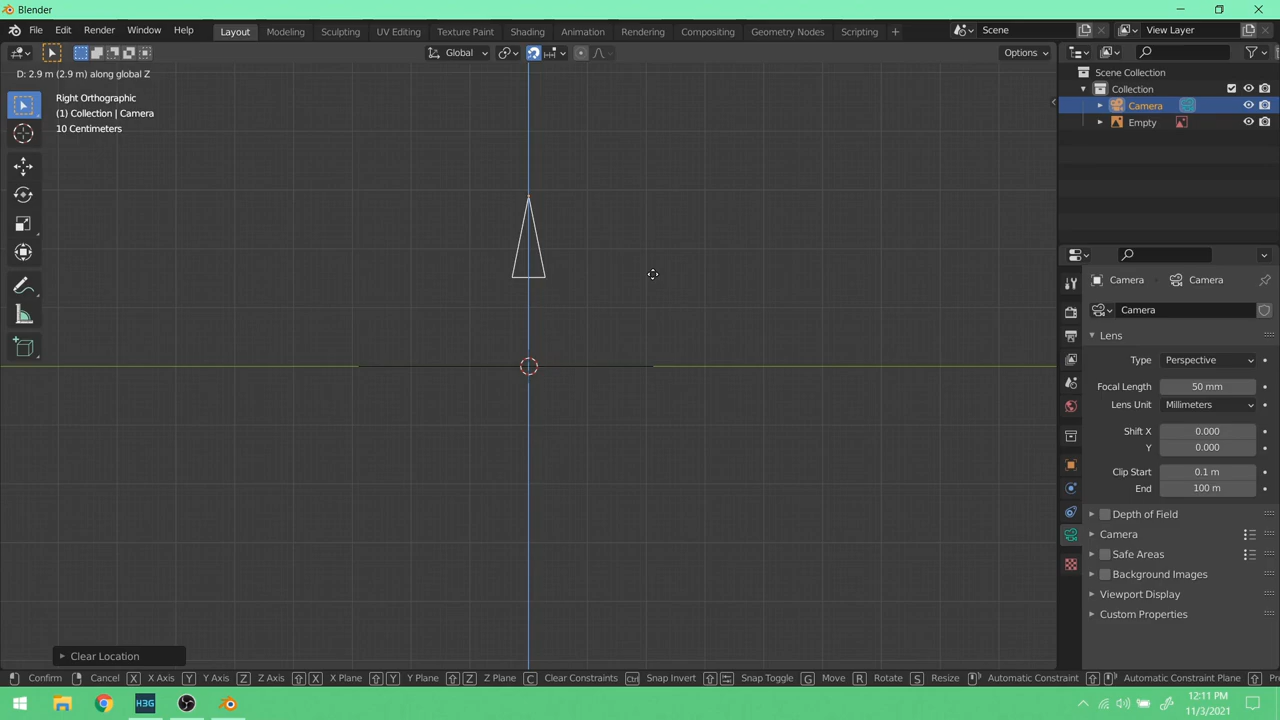 Blender
File Edit Render Window Help Layout Modeling Sculpting UV Editing Texture Paint Shading Animation Rendering Compositing Geometry Nodes Scripting + Scene View Layer
Global Options
D: 2.9 m (2.9 m) along global Z
Right Orthographic
(1) Collection | Camera
10 Centimeters
Scene Collection
Collection
Camera
Empty
Camera Camera
Camera
Lens
Type Perspective
Focal Length 50 mm
Lens Unit Millimeters
Shift X 0.000
Y 0.000
Clip Start 0.1 m
End 100 m
Depth of Field
Camera
Safe Areas
Background Images
Viewport Display
Custom Properties
Clear Location
Confirm Cancel X X Axis Y Y Axis Z Z Axis X X Plane Y Y Plane Z Z Plane C Clear Constraints Ctrl Snap Invert Snap Toggle G Move R Rotate S Resize Automatic Constraint Automatic Constraint Plane
H3G
12:11 PM
11/3/2021